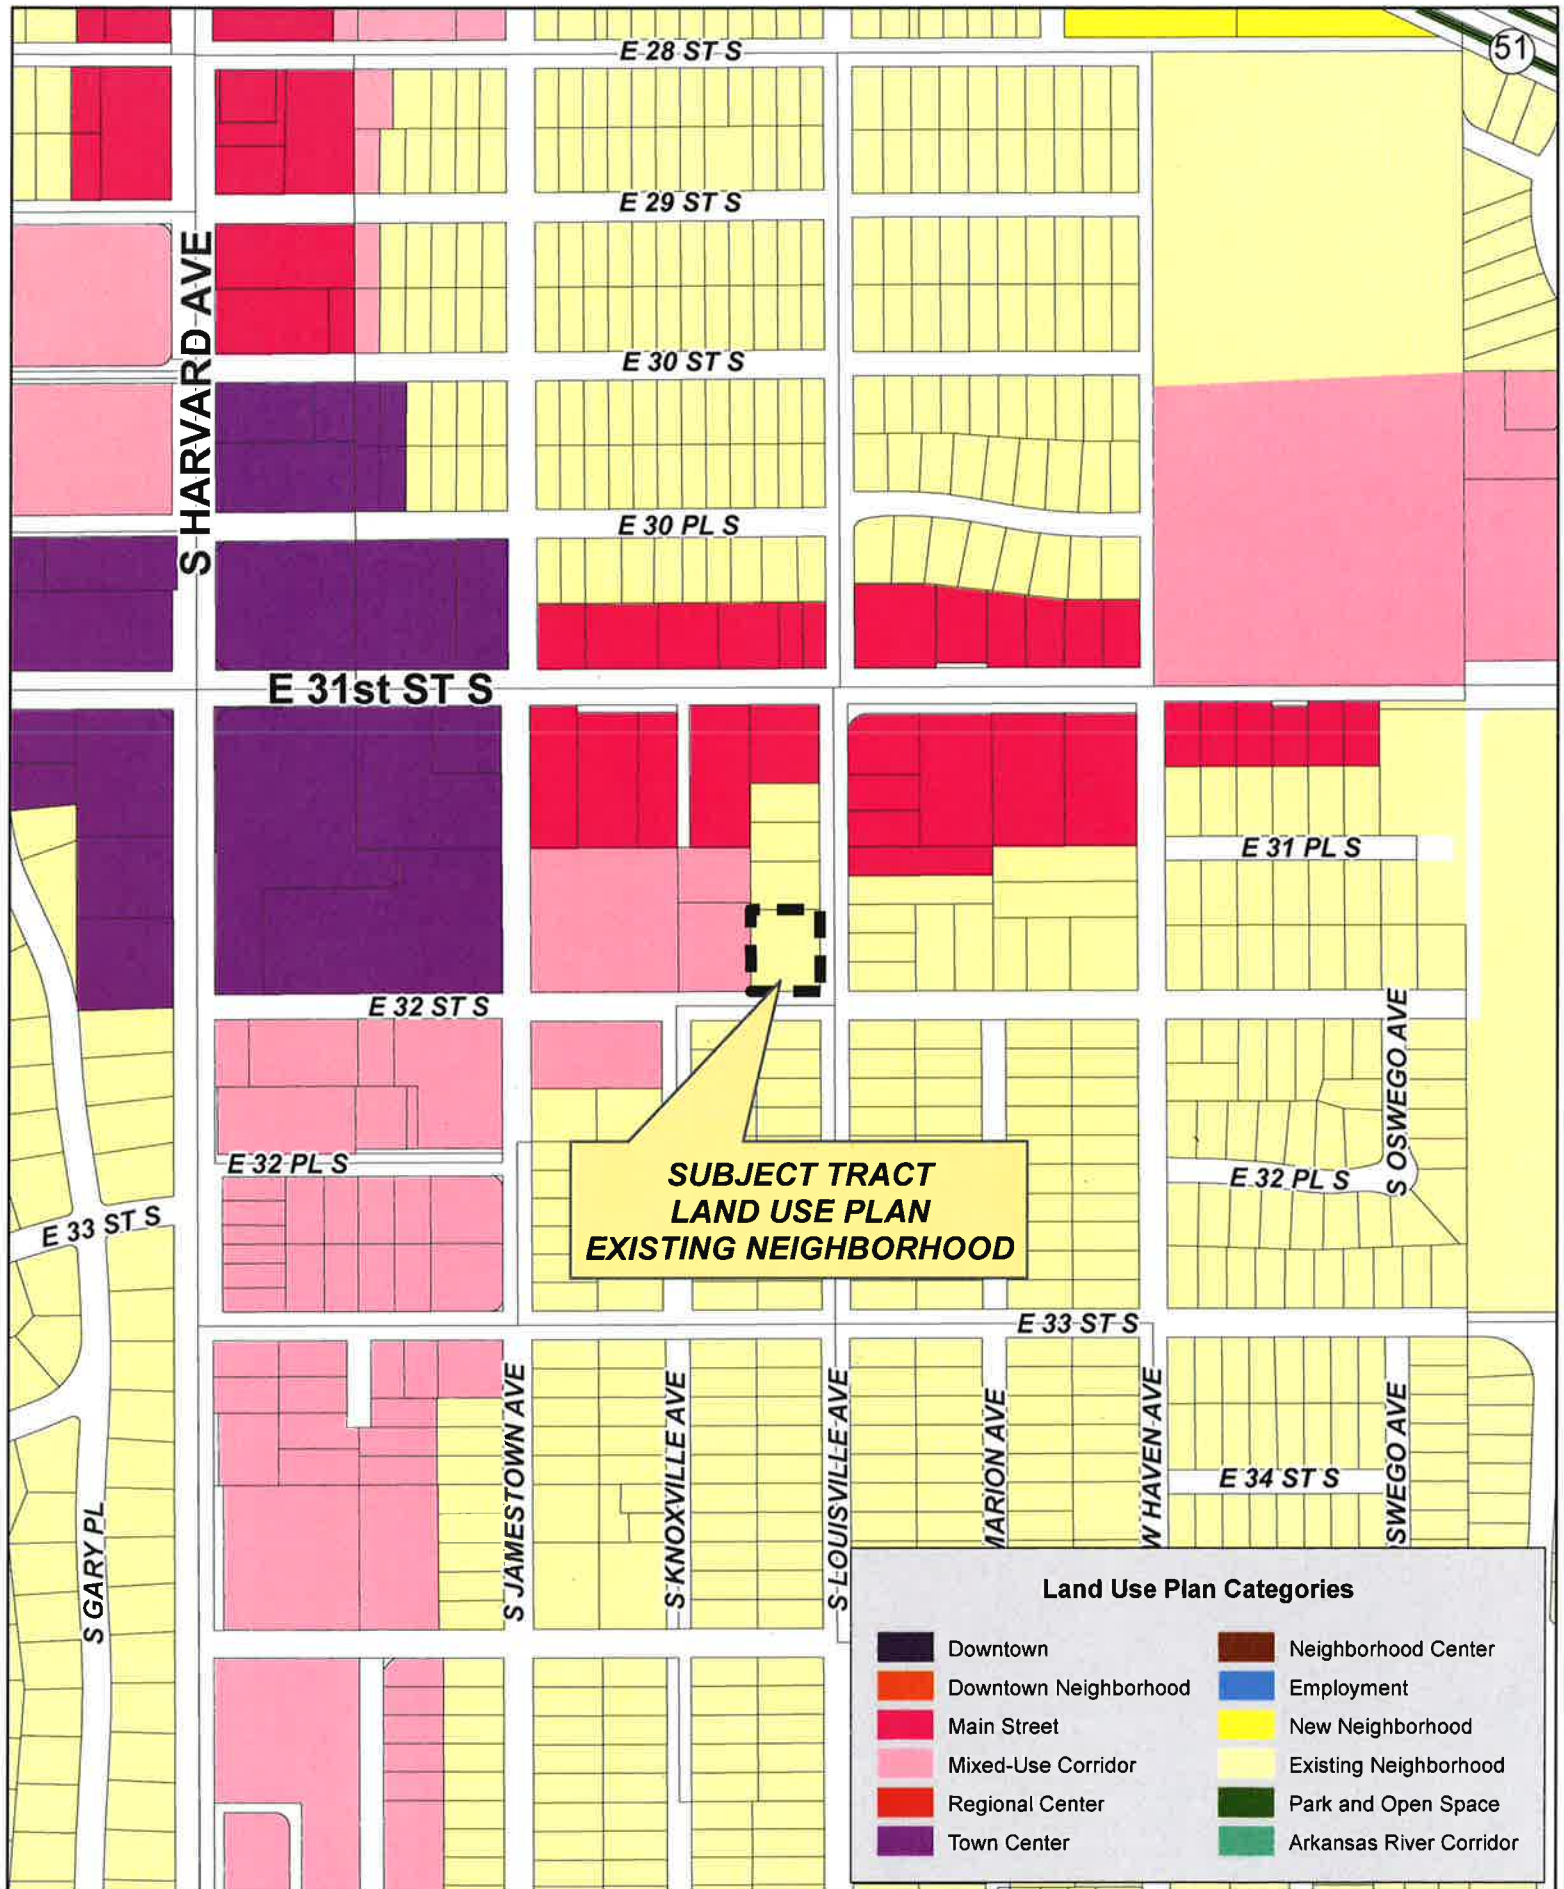 E 28 ST S
51
E 29 ST S
S HARVARD AVE
E 30 ST S
E 30 PL S
E 31st ST S
E 31 PL S
E 32 ST S
S OSWEGO AVE
E 32 PL S
E 32 PL S
E 33 ST S
SUBJECT TRACT
LAND USE PLAN
EXISTING NEIGHBORHOOD
E 33 ST S
S JAMESTOWN AVE
S KNOXVILLE AVE
S LOUISVILLE AVE
MARION AVE
W HAVEN AVE
SWEGO AVE
E 34 ST S
S GARY PL
Land Use Plan Categories
Downtown
Downtown Neighborhood
Main Street
Mixed-Use Corridor
Regional Center
Town Center
Neighborhood Center
Employment
New Neighborhood
Existing Neighborhood
Park and Open Space
Arkansas River Corridor